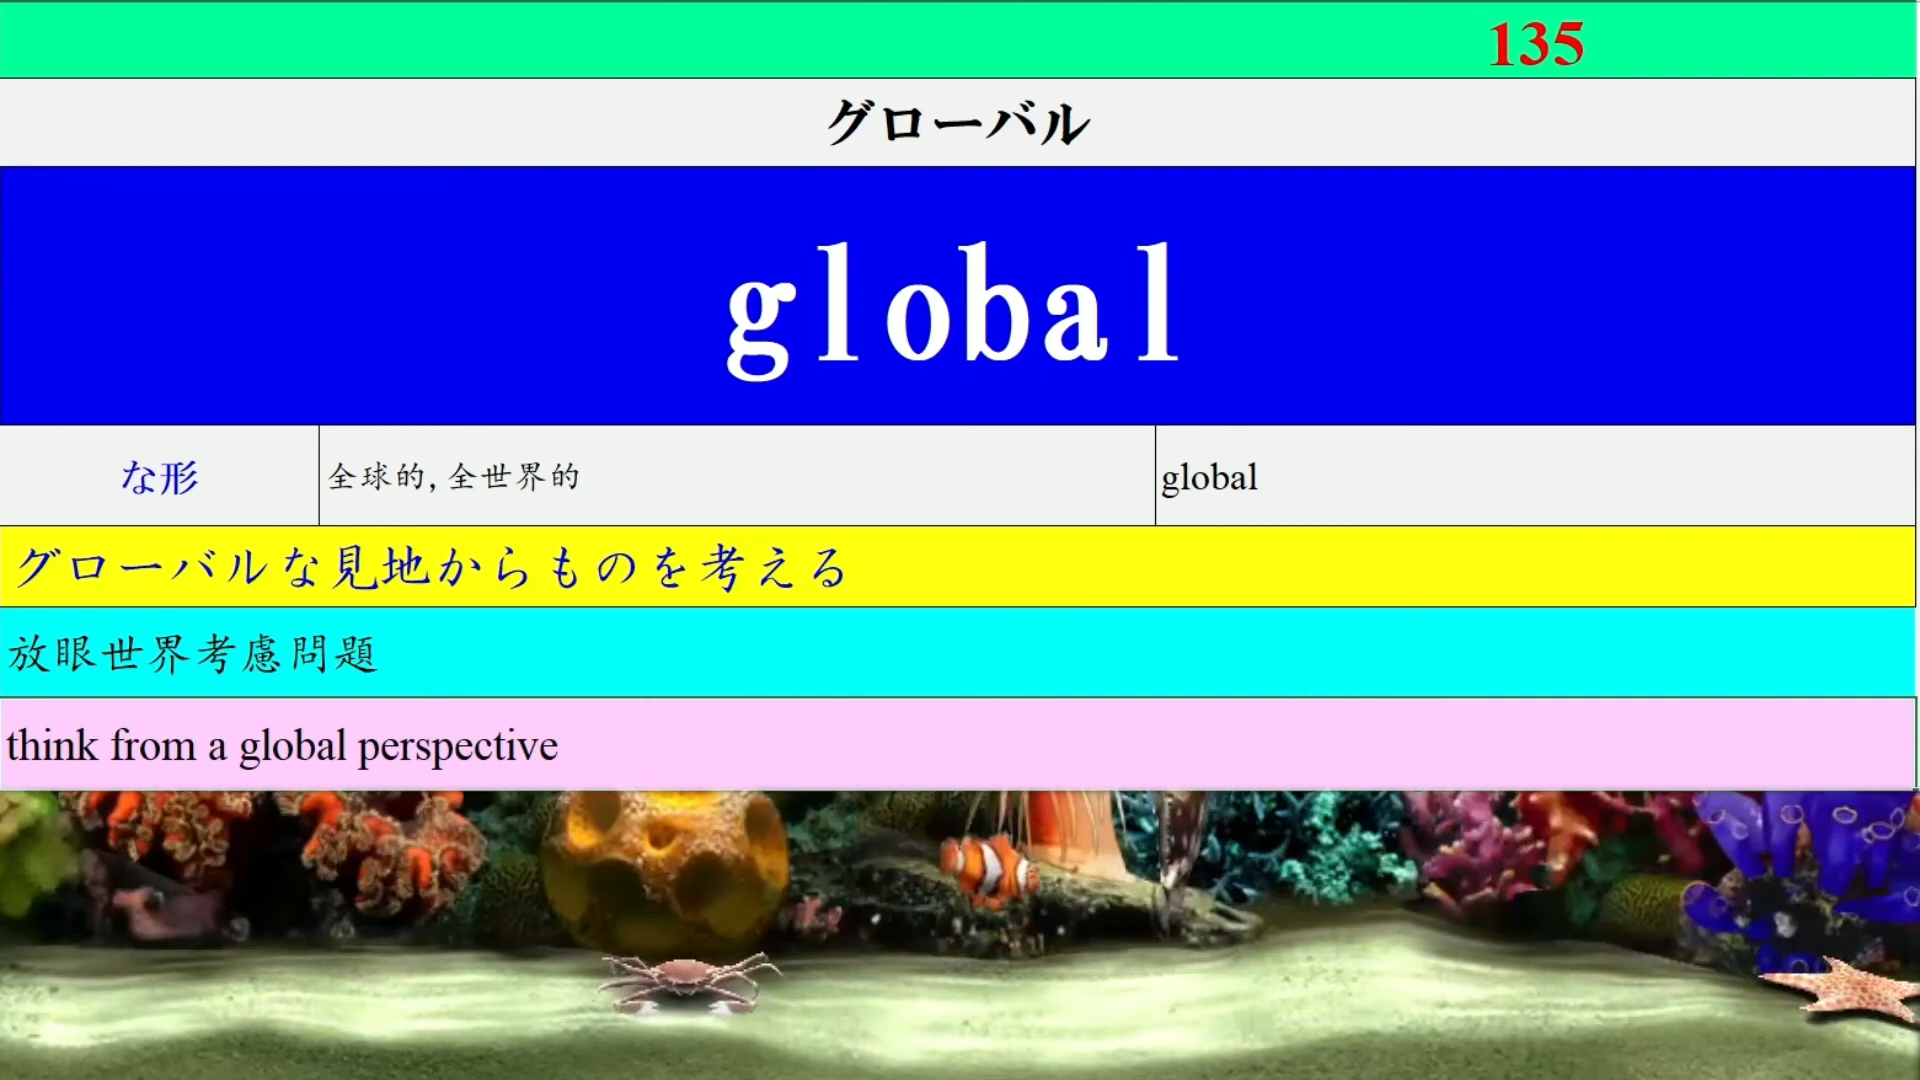 135
グローバル
global
な形 全球的,全世界的 global
グローバルな見地からものを考える
放眼世界考慮問題
think from a global perspective